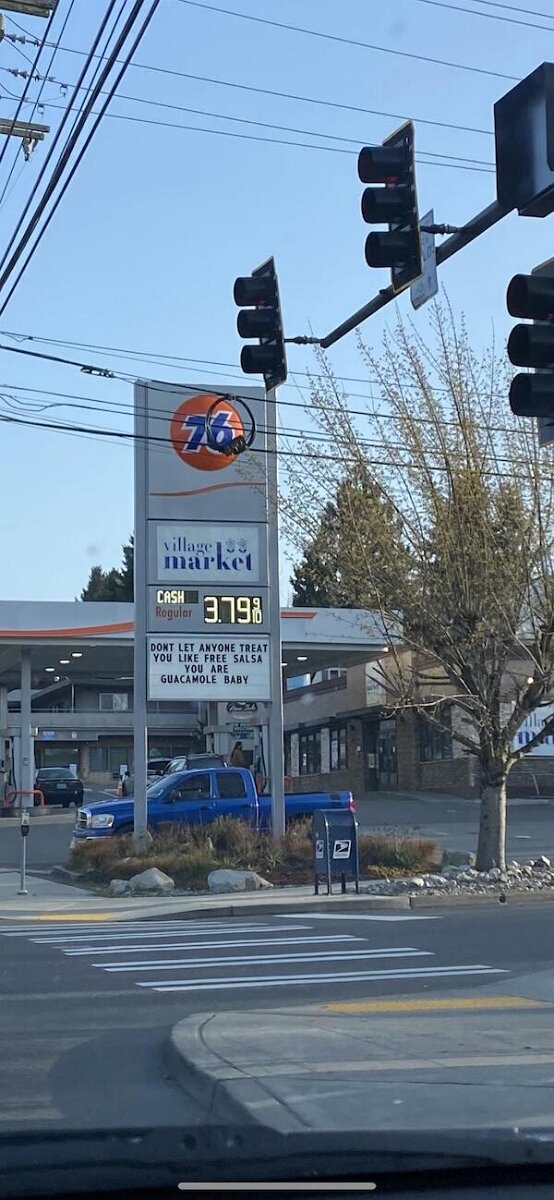 76
village
market
CASH
Regular 3.79 9/10
DONT LET ANYONE TREAT
YOU LIKE FREE SALSA
YOU ARE
GUACAMOLE BABY